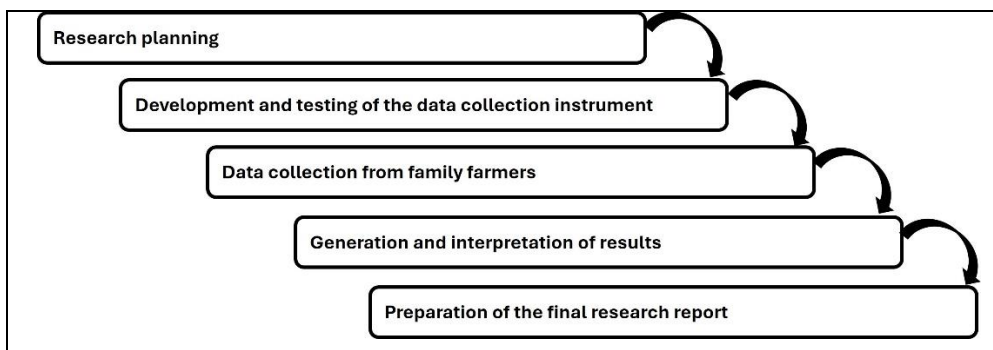 Research planning
Development and testing of the data collection instrument
Data collection from family farmers
Generation and interpretation of results
Preparation of the final research report